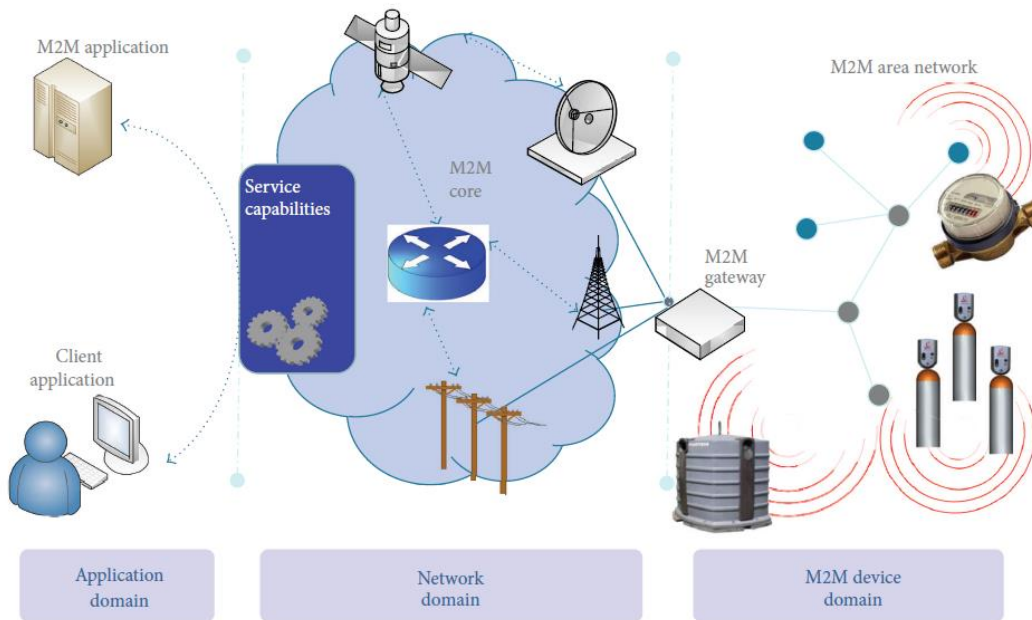 M2M application
M2M area network
M2M
core
Service
capabilities
M2M
gateway
Client
application
Application
domain
Network
domain
M2M device
domain